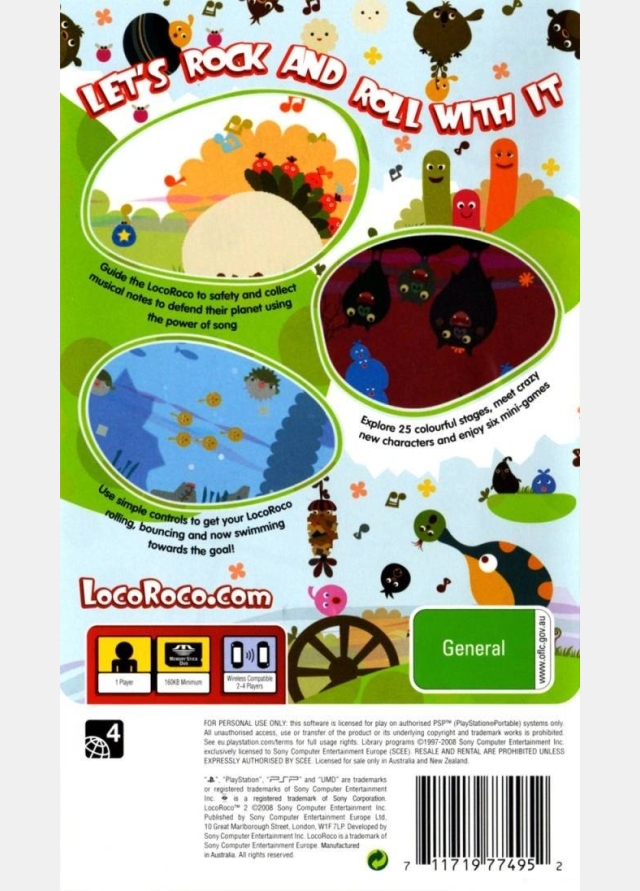 LET'S ROCK AND ROLL WITH IT
Guide the LocoRoco to safety and collect
musical notes to defend their planet using
the power of song
Explore 25 colourful stages, meet crazy
new characters and enjoy six mini-games
Use simple controls to get your LocoRoco
rolling, bouncing and now swimming
towards the goal!
LocoRoco.com
1 Player
MEMORY STICK
DUO
160KB Minimum
Wireless Compatible
2-4 Players
General
www.oflc.gov.au
4
FOR PERSONAL USE ONLY: this software is licensed for play on authorised PSP™ (PlayStation®Portable) systems only.
All unauthorised access, use or transfer of the product or its underlying copyright and trademark works is prohibited.
See eu.playstation.com/terms for full usage rights. Library programs ©1997-2008 Sony Computer Entertainment Inc.
exclusively licensed to Sony Computer Entertainment Europe (SCEE). RESALE AND RENTAL ARE PROHIBITED UNLESS
EXPRESSLY AUTHORISED BY SCEE. Licensed for sale only in Australia and New Zealand.
" ", "PlayStation", "PSP" and "UMD" are trademarks
or registered trademarks of Sony Computer Entertainment
Inc. is a registered trademark of Sony Corporation.
LocoRoco™ 2 ©2008 Sony Computer Entertainment Inc.
Published by Sony Computer Entertainment Europe Ltd,
10 Great Marlborough Street, London, W1F 7LP. Developed by
Sony Computer Entertainment Inc. LocoRoco is a trademark of
Sony Computer Entertainment Europe. Manufactured
in Australia. All rights reserved.
7 11719 77495 2